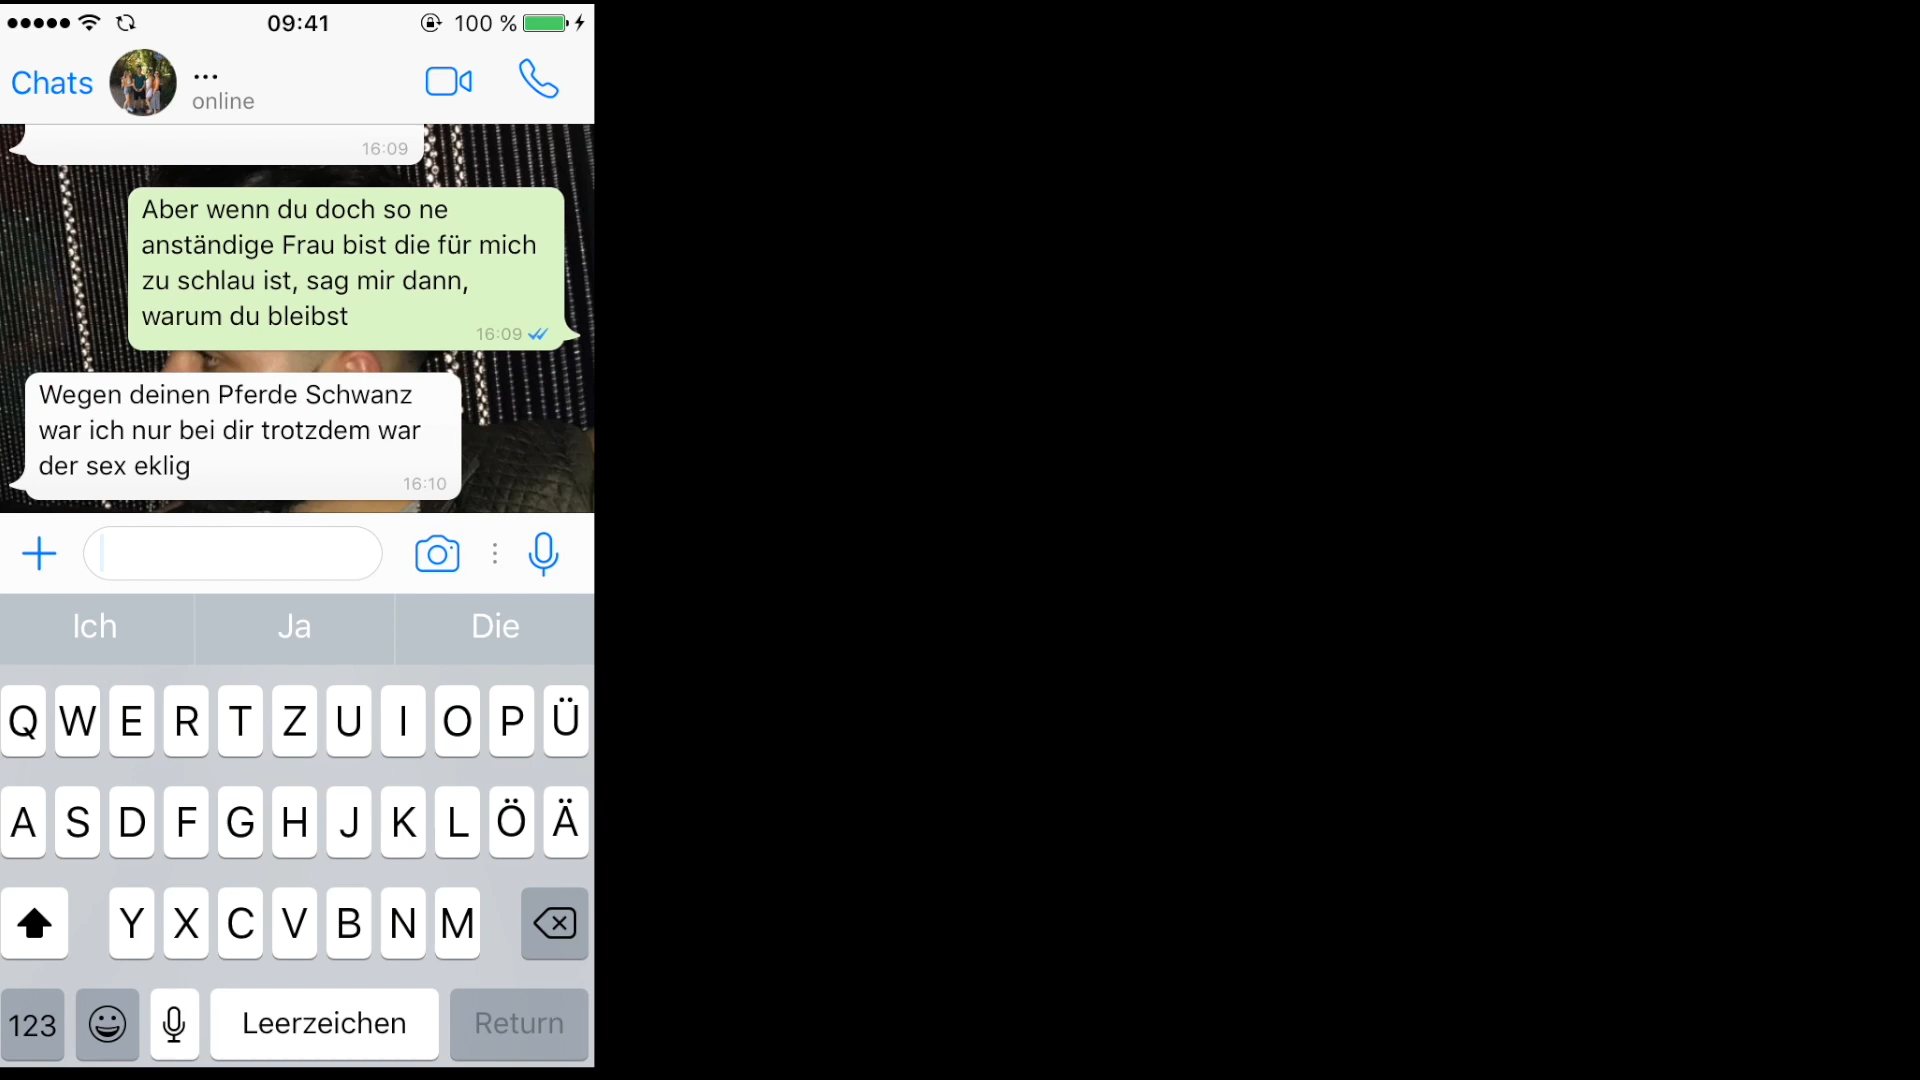 09:41
100 %
Chats
...
online
16:09
Aber wenn du doch so ne
anständige Frau bist die für mich
zu schlau ist, sag mir dann,
warum du bleibst
16:09
Wegen deinen Pferde Schwanz
war ich nur bei dir trotzdem war
der sex eklig
16:10
Ich Ja Die
Q W E R T Z U I O P Ü
A S D F G H J K L Ö Ä
Y X C V B N M
123 Leerzeichen Return